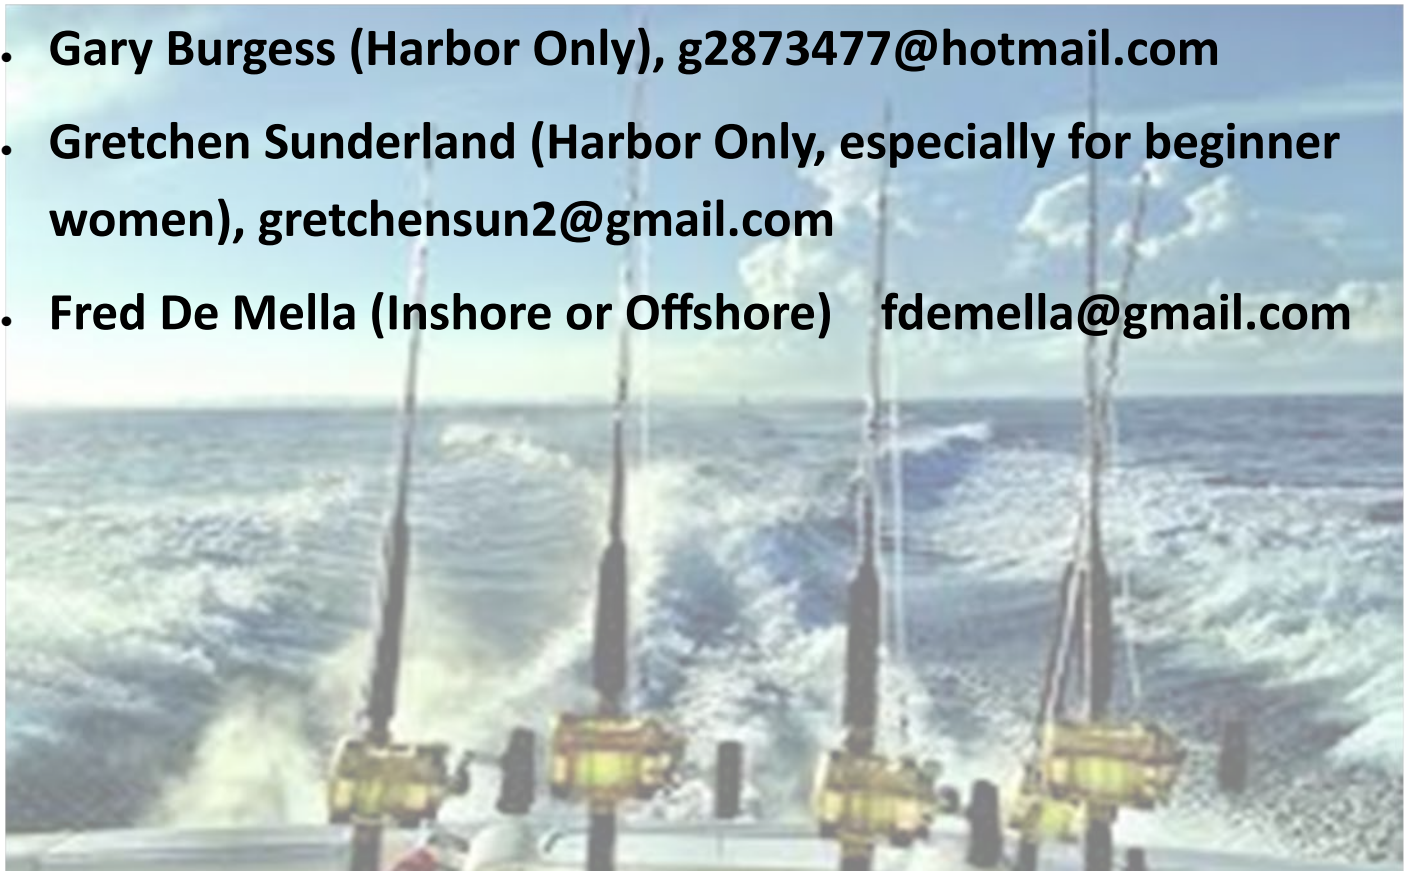 • Gary Burgess (Harbor Only), g2873477@hotmail.com
• Gretchen Sunderland (Harbor Only, especially for beginner
women), gretchensun2@gmail.com
• Fred De Mella (Inshore or Offshore) fdemella@gmail.com